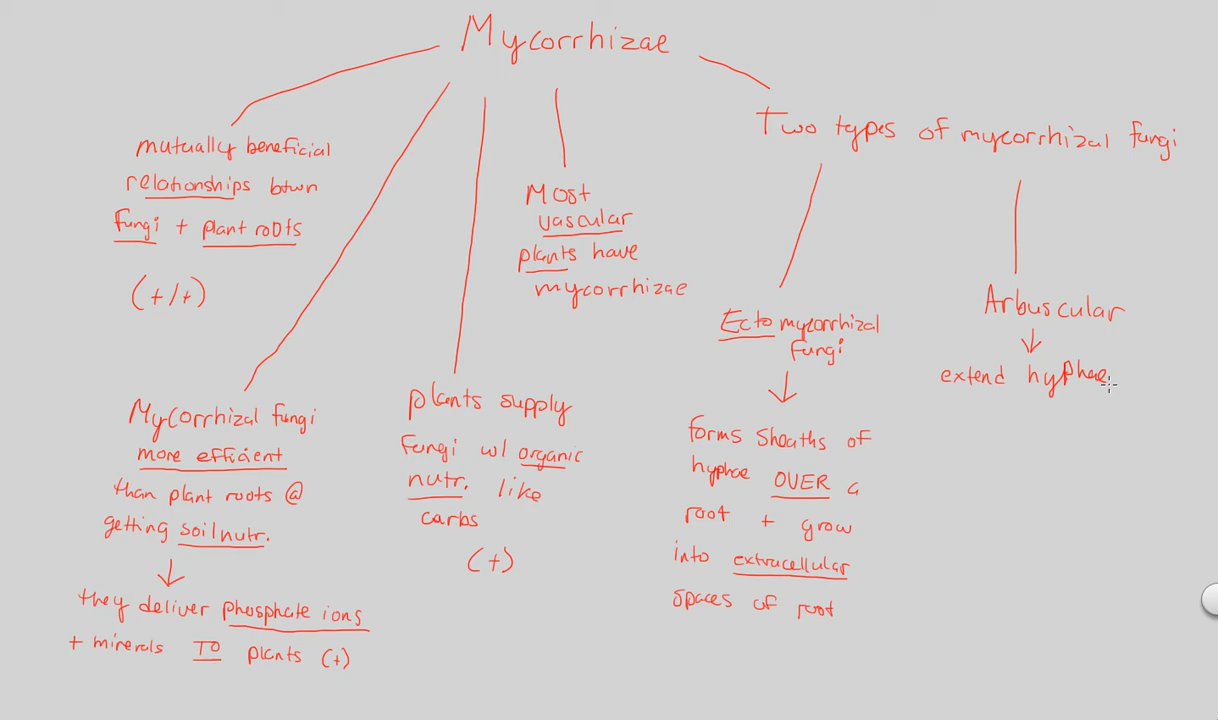 Mycorrhizae
mutually beneficial
relationships btwn
fungi + plant roots
(+/+)
Mycorrhizal fungi
more efficient
than plant roots @
getting soil nutr.
they deliver phosphate ions
+ minerals TO plants (+)
plants supply
fungi w/ organic
nutr. like
carbs
(+)
Most
vascular
plants have
mycorrhizae
Two types of mycorrhizal fungi
Ectomycorrhizal
fungi
forms sheaths of
hyphae OVER a
root + grow
into extracellular
spaces of root
Arbuscular
extend hyphae